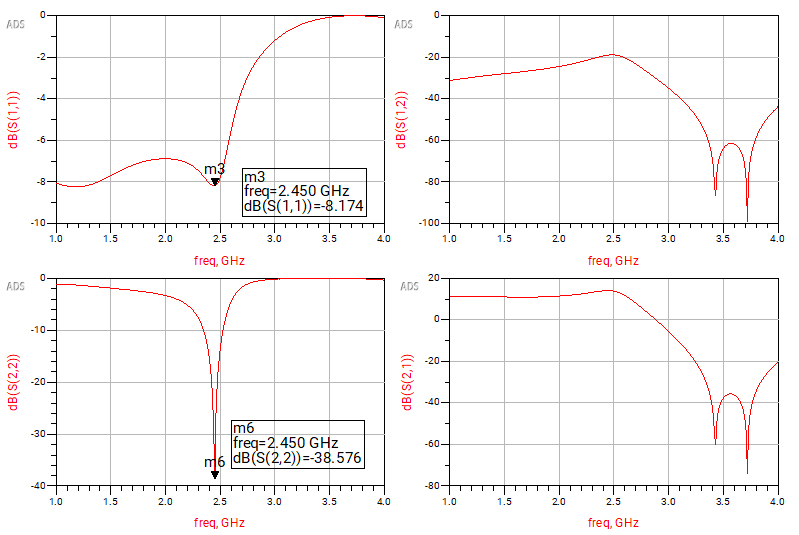 ADS
dB(S(1,1))
0
-2
-4
-6
-8
-10
m3
m3
freq=2.450 GHz
dB(S(1,1))=-8.174
1.0 1.5 2.0 2.5 3.0 3.5 4.0
freq, GHz
ADS
dB(S(1,2))
0
-20
-40
-60
-80
-100
1.0 1.5 2.0 2.5 3.0 3.5 4.0
freq, GHz
ADS
dB(S(2,2))
0
-10
-20
-30
-40
m6
m6
freq=2.450 GHz
dB(S(2,2))=-38.576
1.0 1.5 2.0 2.5 3.0 3.5 4.0
freq, GHz
ADS
dB(S(2,1))
20
0
-20
-40
-60
-80
1.0 1.5 2.0 2.5 3.0 3.5 4.0
freq, GHz